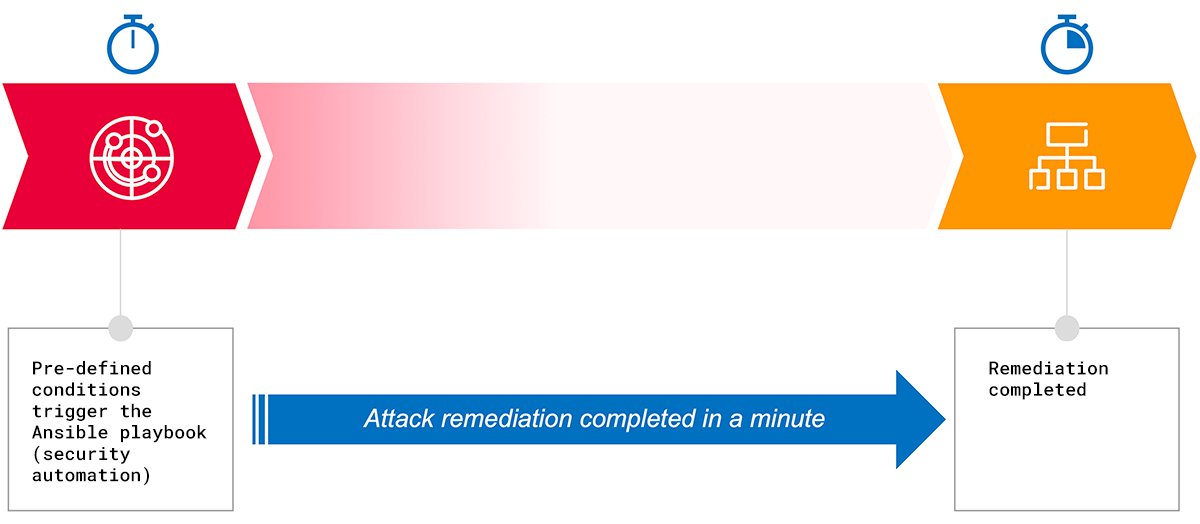 Pre-defined
conditions
trigger the
Ansible playbook
(security
automation)
Attack remediation completed in a minute
Remediation
completed